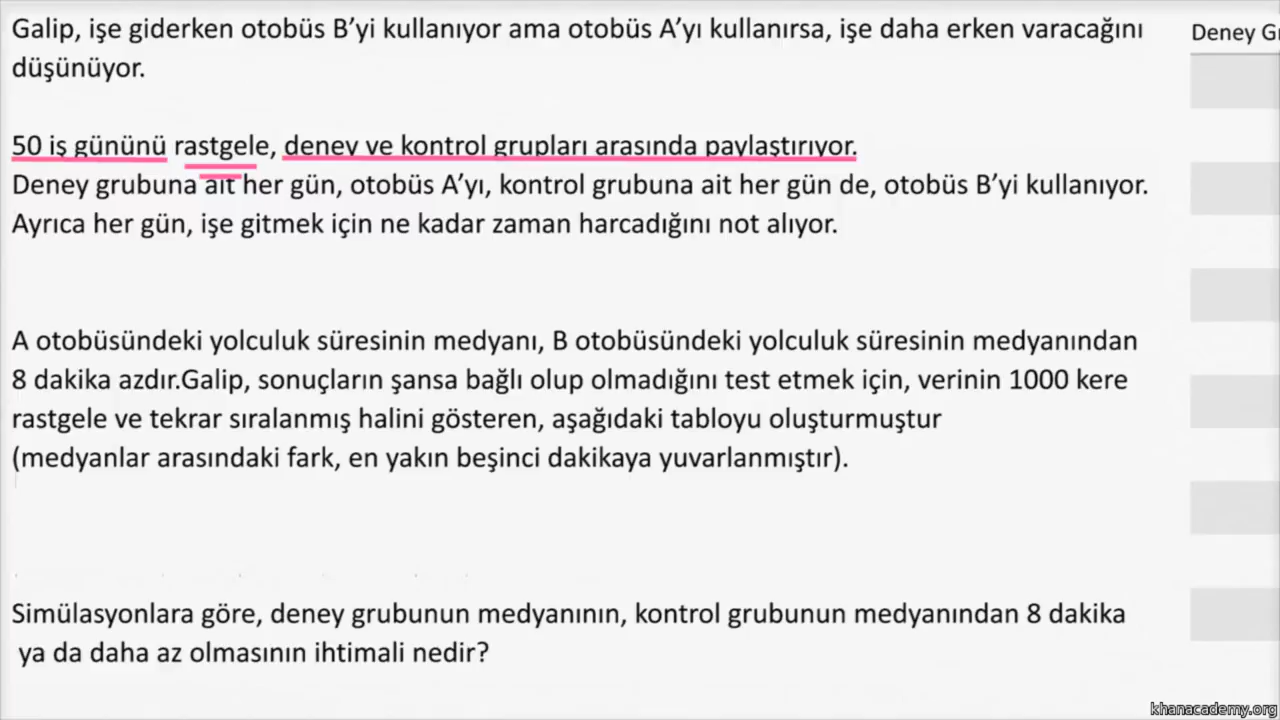 Galip, işe giderken otobüs B’yi kullanıyor ama otobüs A’yı kullanırsa, işe daha erken varacağını
düşünüyor.
Deney
50 iş gününü rastgele, deney ve kontrol grupları arasında paylaştırıyor.
Deney grubuna ait her gün, otobüs A’yı, kontrol grubuna ait her gün de, otobüs B’yi kullanıyor.
Ayrıca her gün, işe gitmek için ne kadar zaman harcadığını not alıyor.
A otobüsündeki yolculuk süresinin medyanı, B otobüsündeki yolculuk süresinin medyanından
8 dakika azdır.Galip, sonuçların şansa bağlı olup olmadığını test etmek için, verinin 1000 kere
rastgele ve tekrar sıralanmış halini gösteren, aşağıdaki tabloyu oluşturmuştur
(medyanlar arasındaki fark, en yakın beşinci dakikaya yuvarlanmıştır).
Simülasyonlara göre, deney grubunun medyanının, kontrol grubunun medyanından 8 dakika
ya da daha az olmasının ihtimali nedir?
khanacademy.org